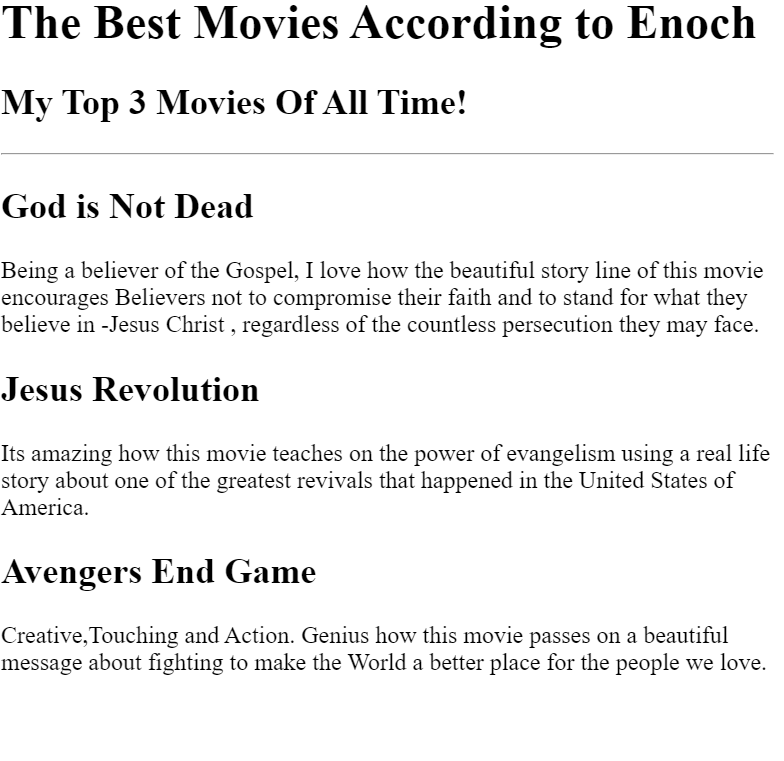 The Best Movies According to Enoch
My Top 3 Movies Of All Time!
God is Not Dead
Being a believer of the Gospel, I love how the beautiful story line of this movie
encourages Believers not to compromise their faith and to stand for what they
believe in -Jesus Christ , regardless of the countless persecution they may face.
Jesus Revolution
Its amazing how this movie teaches on the power of evangelism using a real life
story about one of the greatest revivals that happened in the United States of
America.
Avengers End Game
Creative,Touching and Action. Genius how this movie passes on a beautiful
message about fighting to make the World a better place for the people we love.